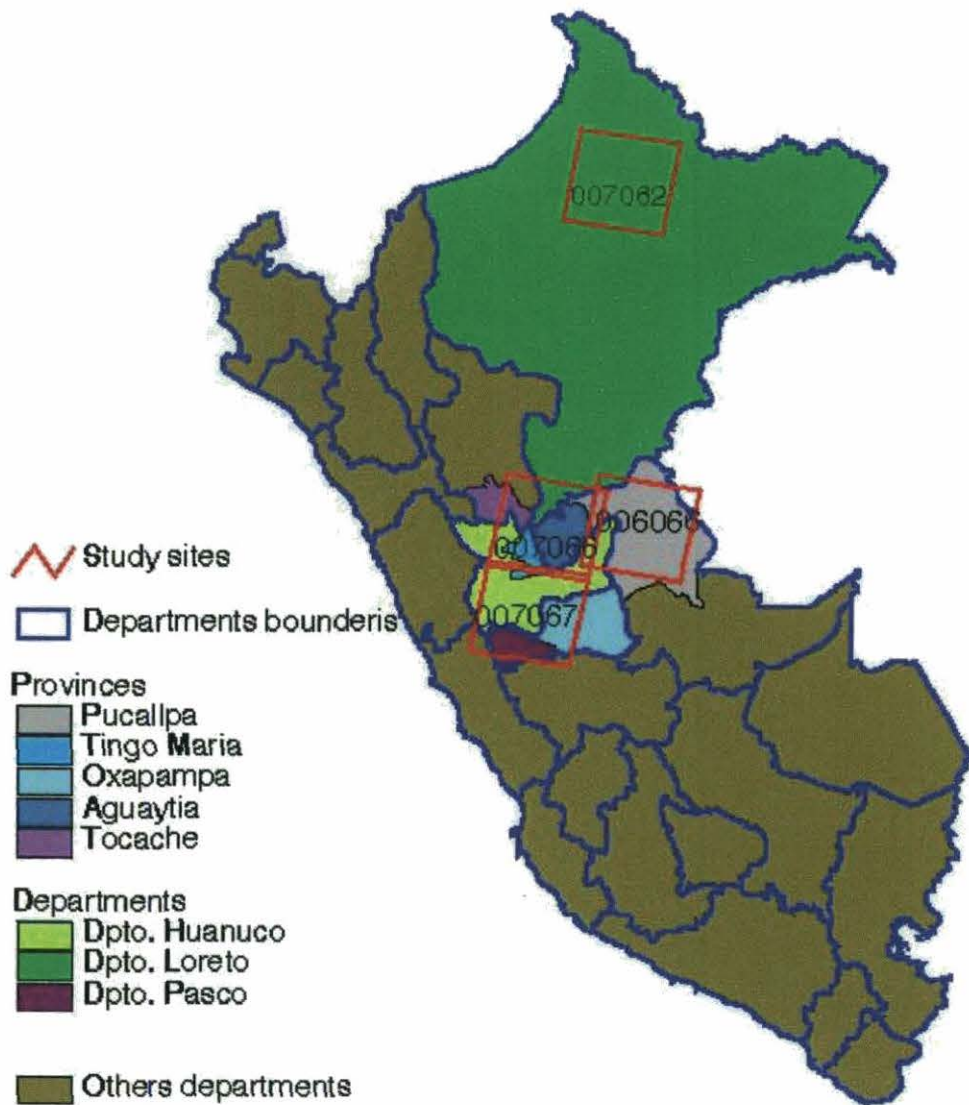 007062
006066
007066
007067
Study sites
Departments bounderis
Provinces
Pucallpa
Tingo Maria
Oxapampa
Aguaytia
Tocache
Departments
Dpto. Huanuco
Dpto. Loreto
Dpto. Pasco
Others departments